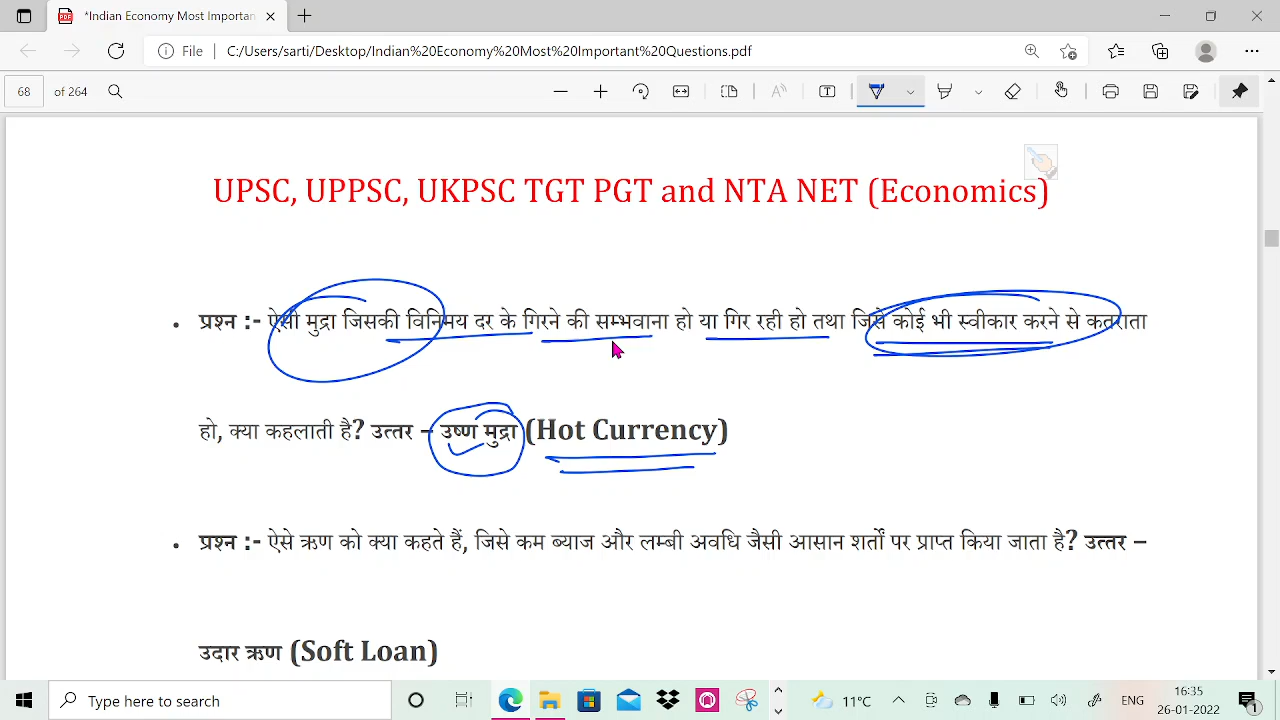 *Indian Economy Most Important
File C:/Users/sarti/Desktop/Indian%20Economy%20Most%20Important%20Questions.pdf
68 of 264
UPSC, UPPSC, UKPSC TGT PGT and NTA NET (Economics)
• प्रश्न :- ऐसी मुद्रा जिसकी विनिमय दर के गिरने की सम्भवाना हो या गिर रही हो तथा जिसे कोई भी स्वीकार करने से कतराता
हो, क्या कहलाती है? उत्तर – उष्ण मुद्रा (Hot Currency)
• प्रश्न :- ऐसे ऋण को क्या कहते हैं, जिसे कम ब्याज और लम्बी अवधि जैसी आसान शर्तों पर प्राप्त किया जाता है? उत्तर –
उदार ऋण (Soft Loan)
Type here to search 11°C ENG 16:35
26-01-2022